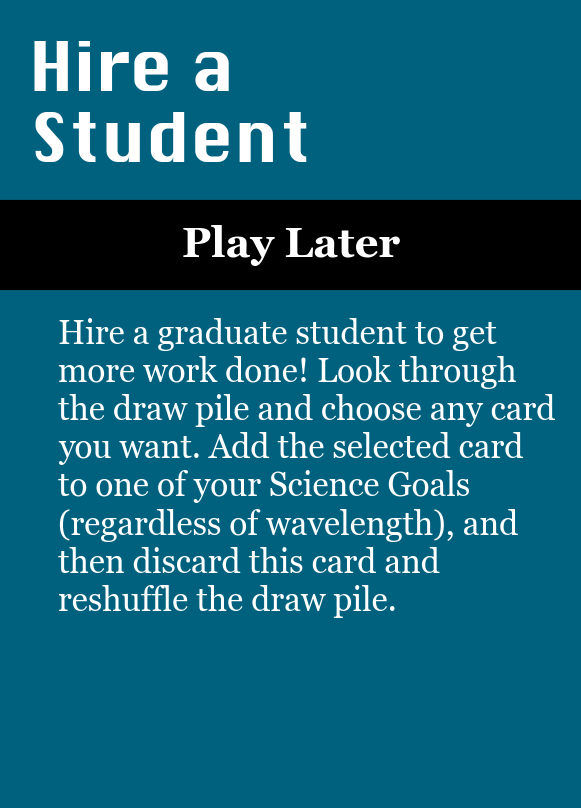 Hire a
Student
Play Later
Hire a graduate student to get
more work done! Look through
the draw pile and choose any card
you want. Add the selected card
to one of your Science Goals
(regardless of wavelength), and
then discard this card and
reshuffle the draw pile.